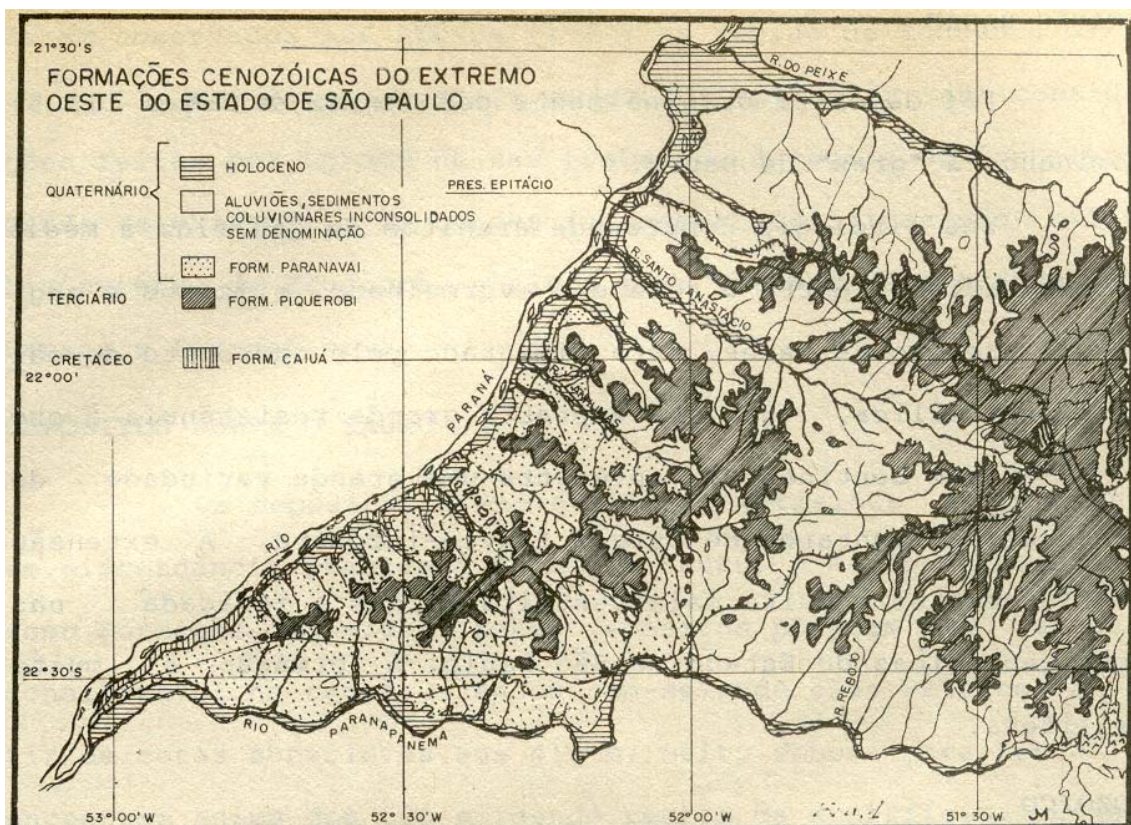 21°30'S
FORMAÇÕES CENOZÓICAS DO EXTREMO
OESTE DO ESTADO DE SÃO PAULO
QUATERNÁRIO
HOLOCENO
ALUVIÕES, SEDIMENTOS
COLUVIONARES INCONSOLIDADOS
SEM DENOMINAÇÃO
FORM. PARANAVAI
TERCIÁRIO
FORM. PIQUEROBI
CRETÁCEO
FORM. CAIUÁ
R. DO PEIXE
PRES. EPITÁCIO
R. SANTO ANASTÁCIO
22°00'
RIO PARANÁ
22°30'S
RIO PARANAPANEMA
53°00'W
52°30'W
52°00'W
51°30'W
JM